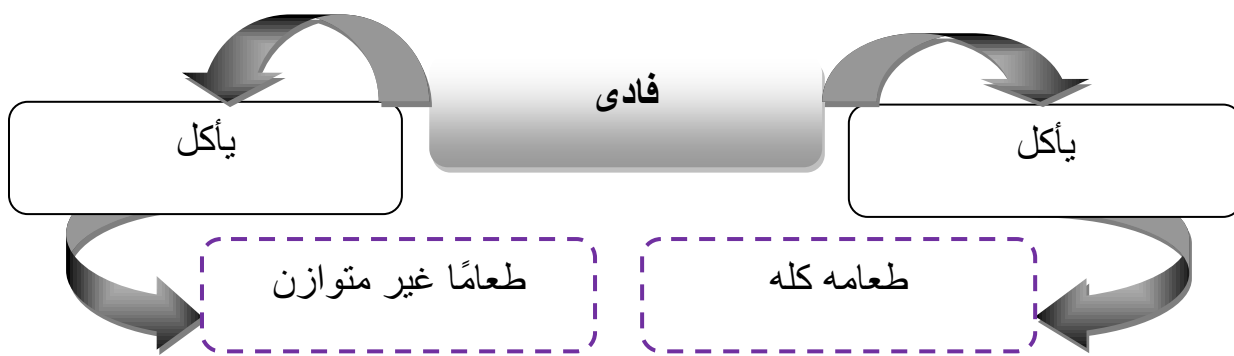 فادى
يأكل
يأكل
طعامه كله
طعامًا غير متوازن